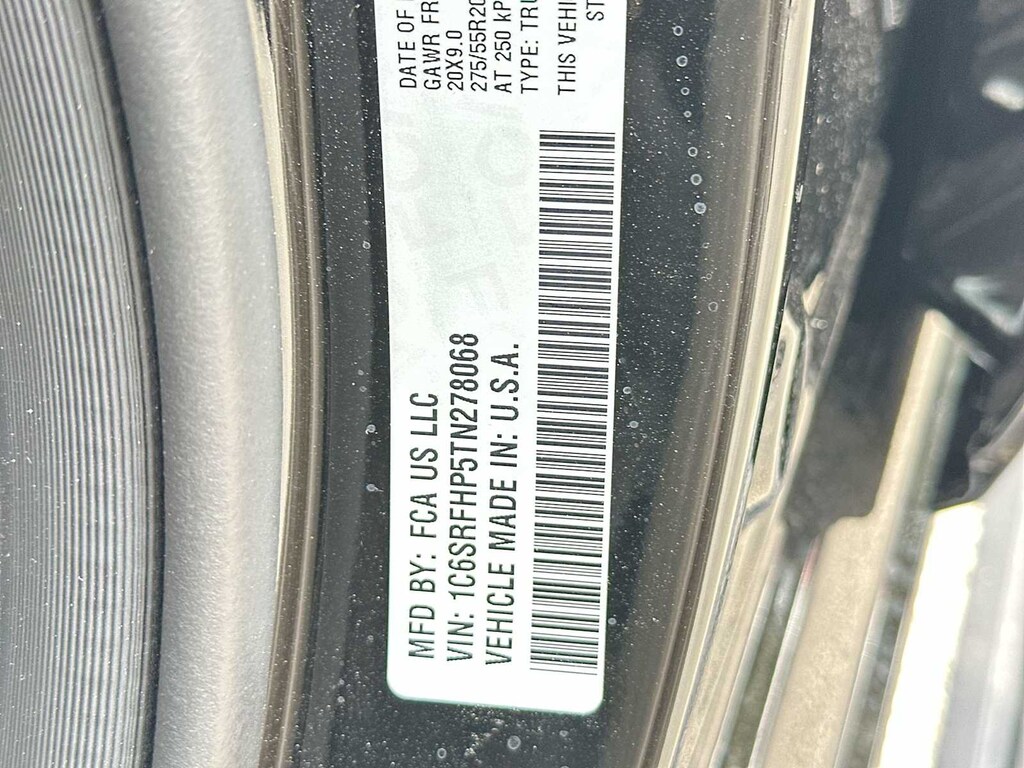 MFD BY: FCA US LLC
VIN: 1C6SRFHP5TN278068
VEHICLE MADE IN: U.S.A.
DATE OF
GAWR FR
20X9.0
275/55R20
AT 250 kP
TYPE: TRU
THIS VEHIC
ST